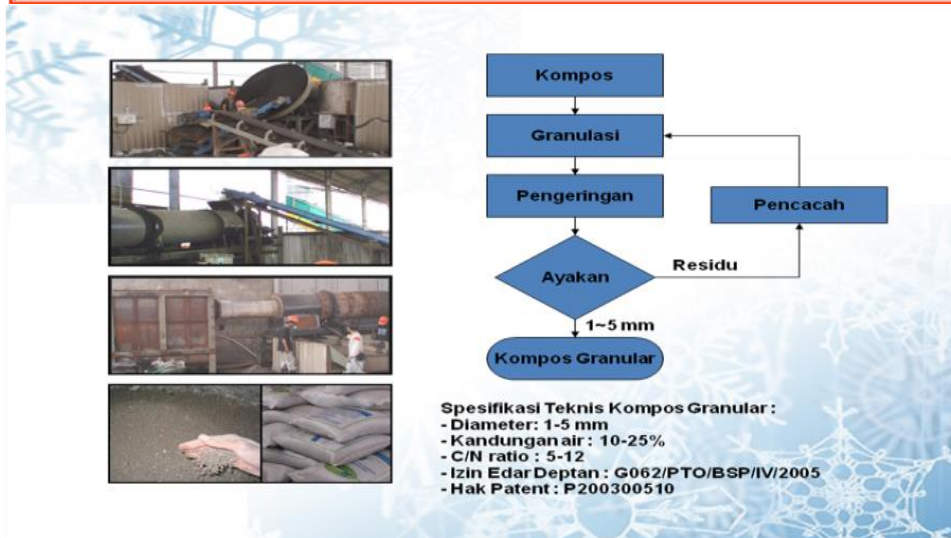 Kompos
Granulasi
Pengeringan
Pencacah
Ayakan
Residu
1~5 mm
Kompos Granular
Spesifikasi Teknis Kompos Granular :
- Diameter: 1-5 mm
- Kandungan air : 10-25%
- C/N ratio : 5-12
- Izin Edar Deptan : G062/PTO/BSP/IV/2005
- Hak Patent : P200300510